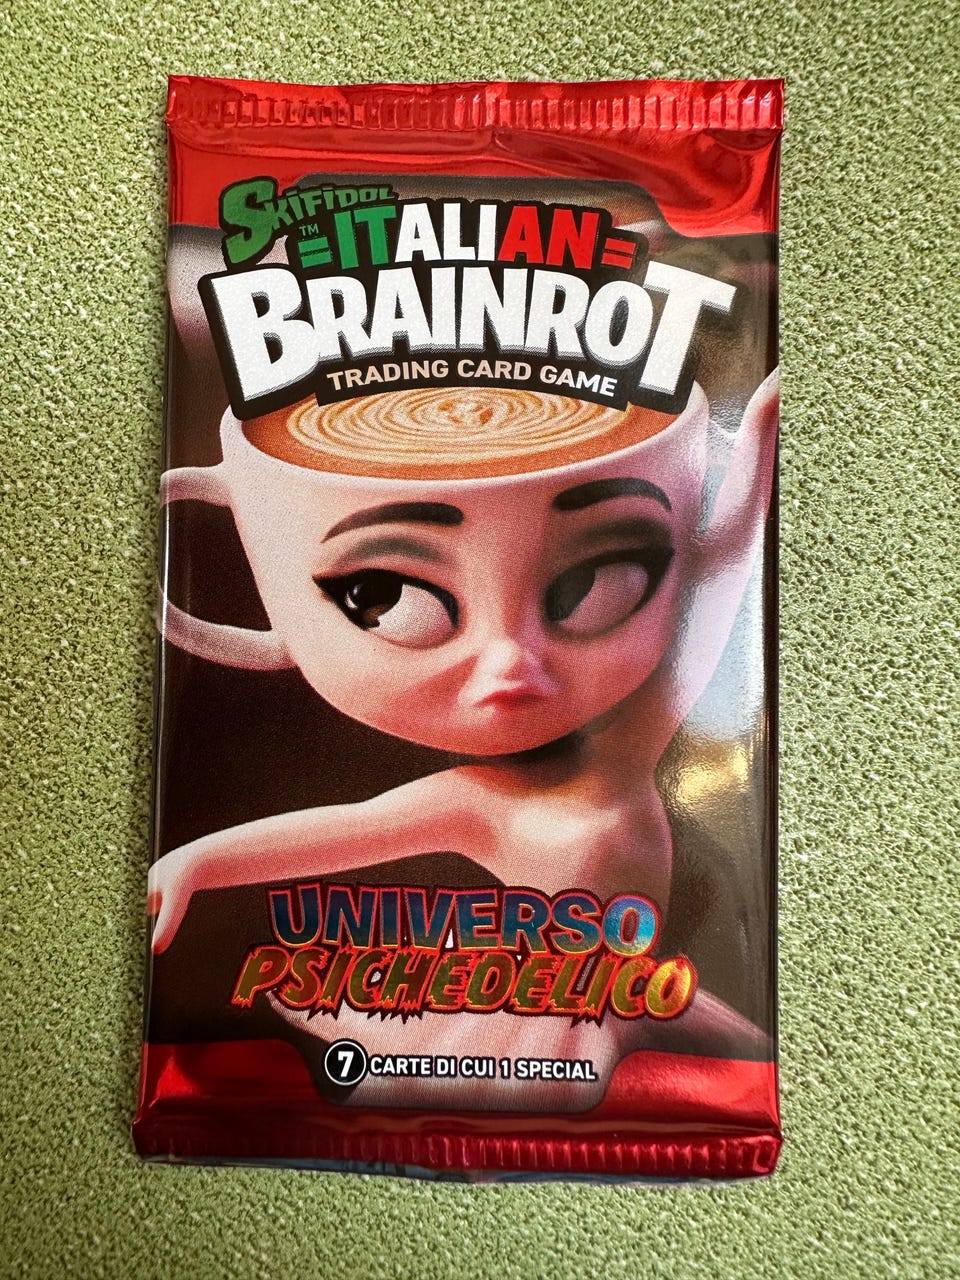 SKIFIDOL
TM
ITALIAN
BRAINROT
TRADING CARD GAME
UNIVERSO
PSICHEDELICO
7 CARTE DI CUI 1 SPECIAL